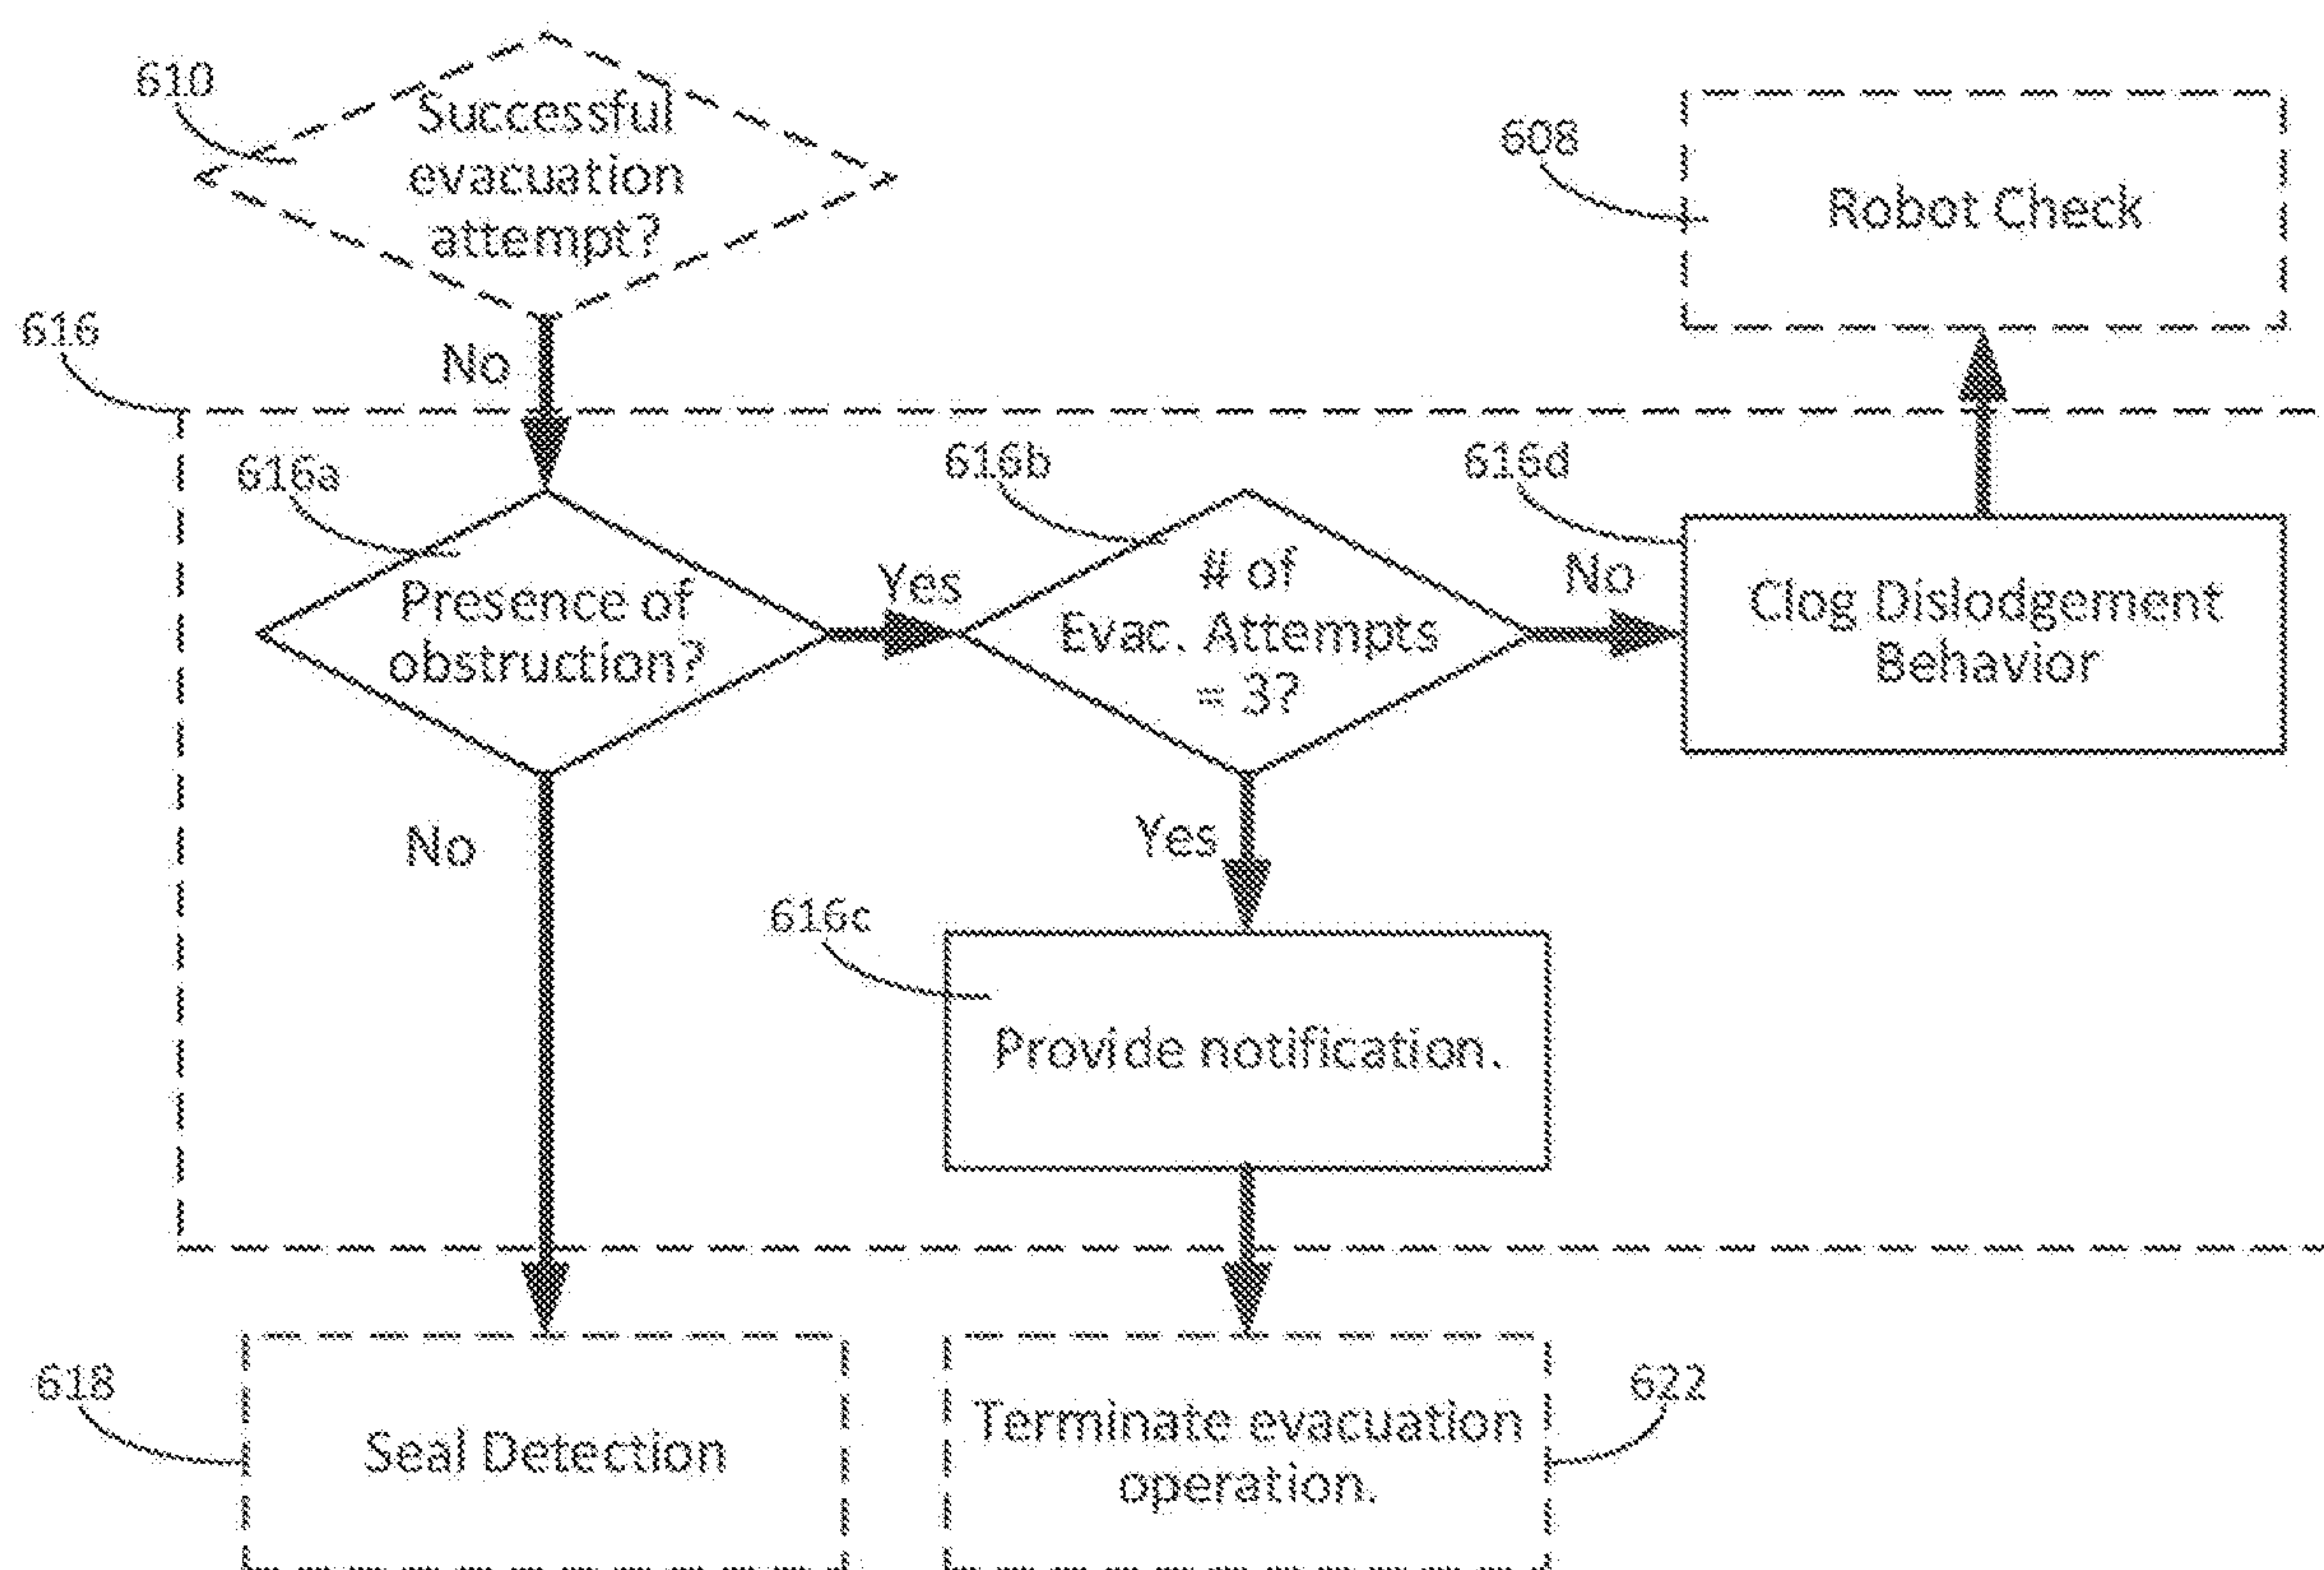 610
Successful
evacuation
attempt?
608
Robot Check
616
No
616a
616b
616d
Presence of
obstruction?
Yes
# of
Evac. Attempts
= 3?
No
Clog Dislodgement
Behavior
No
Yes
616c
Provide notification.
618
Seal Detection
Terminate evacuation
operation.
622